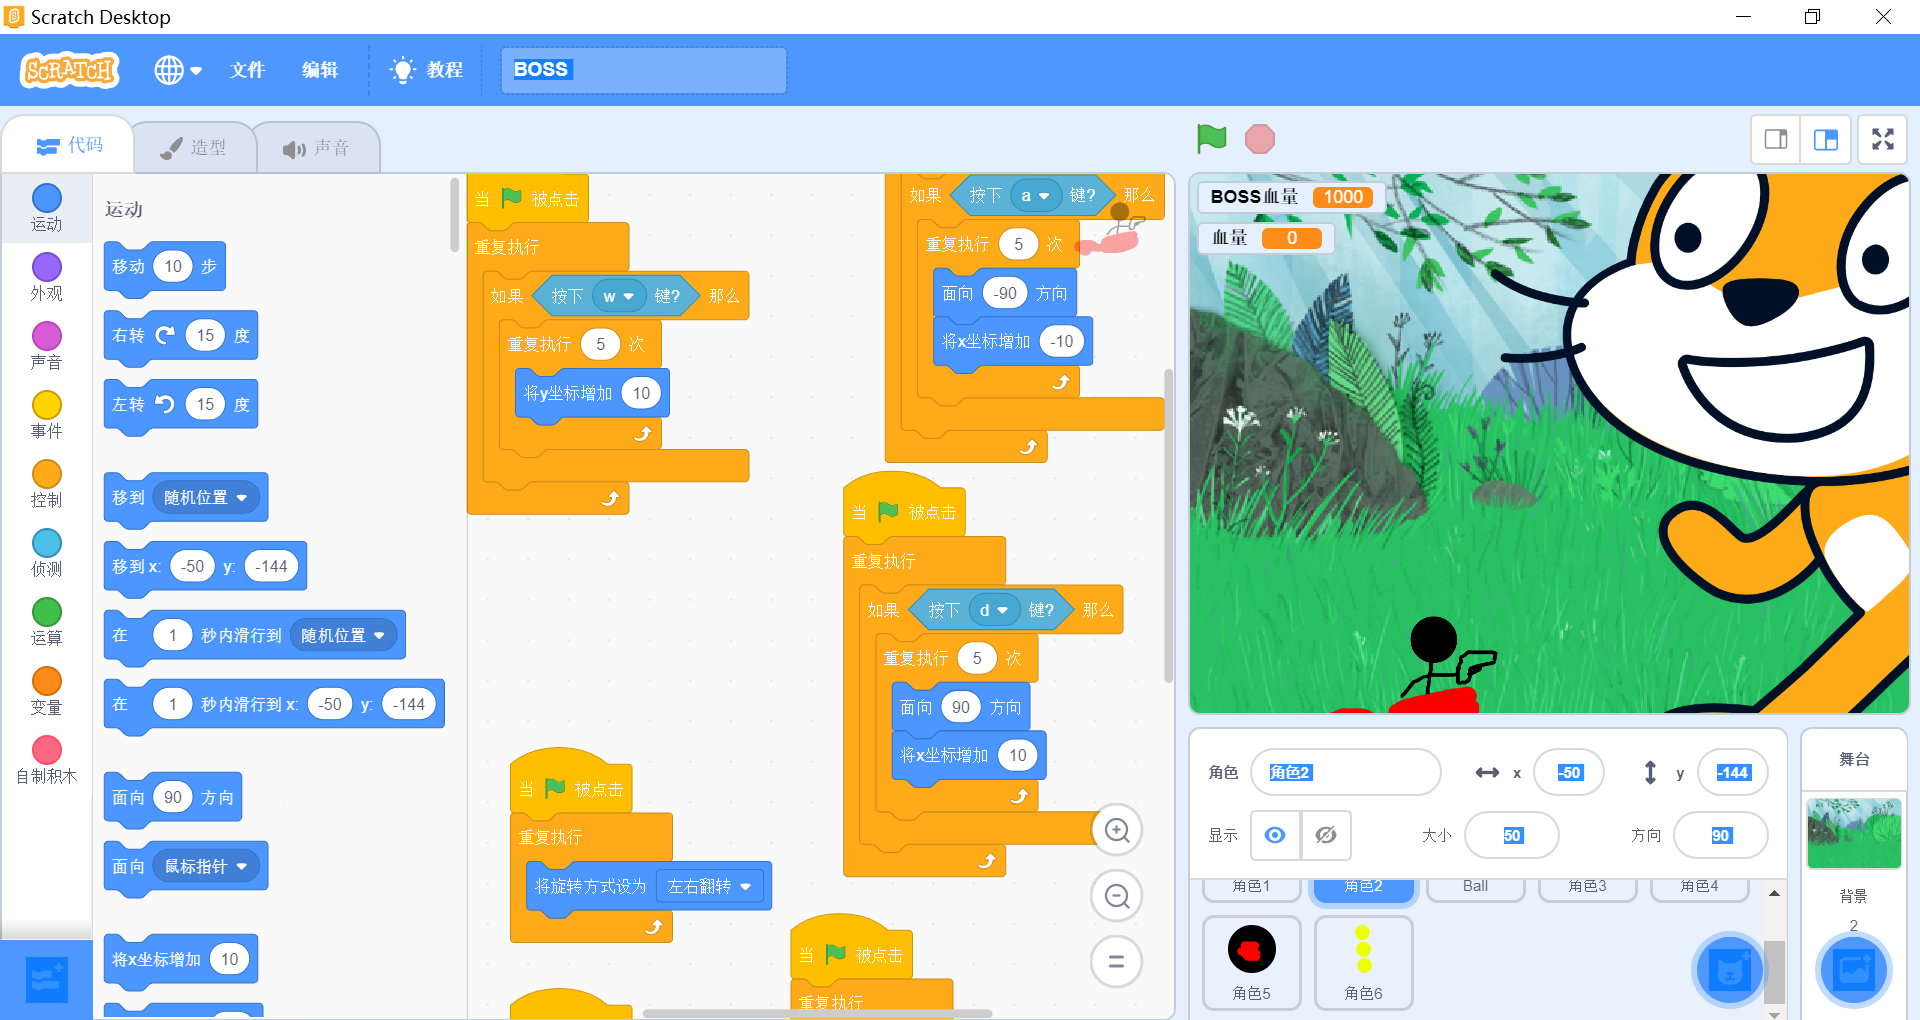 Scratch Desktop
SCRATCH
文件
编辑
教程
BOSS
代码
造型
声音
运动
外观
声音
事件
控制
侦测
运算
变量
自制积木
运动
移动 10 步
右转 15 度
左转 15 度
移到 随机位置
移到 x: -50 y: -144
在 1 秒内滑行到 随机位置
在 1 秒内滑行到 x: -50 y: -144
面向 90 方向
面向 鼠标指针
将x坐标增加 10
当 被点击
重复执行
如果 按下 w 键? 那么
重复执行 5 次
将y坐标增加 10
如果 按下 a 键? 那么
重复执行 5 次
面向 -90 方向
将x坐标增加 -10
当 被点击
重复执行
如果 按下 d 键? 那么
重复执行 5 次
面向 90 方向
将x坐标增加 10
当 被点击
重复执行
将旋转方式设为 左右翻转
当 被点击
重复执行
BOSS血量 1000
血量 0
角色 角色2
x -50
y -144
显示
大小 50
方向 90
角色1
角色2
Ball
角色3
角色4
角色5
角色6
舞台
背景
2